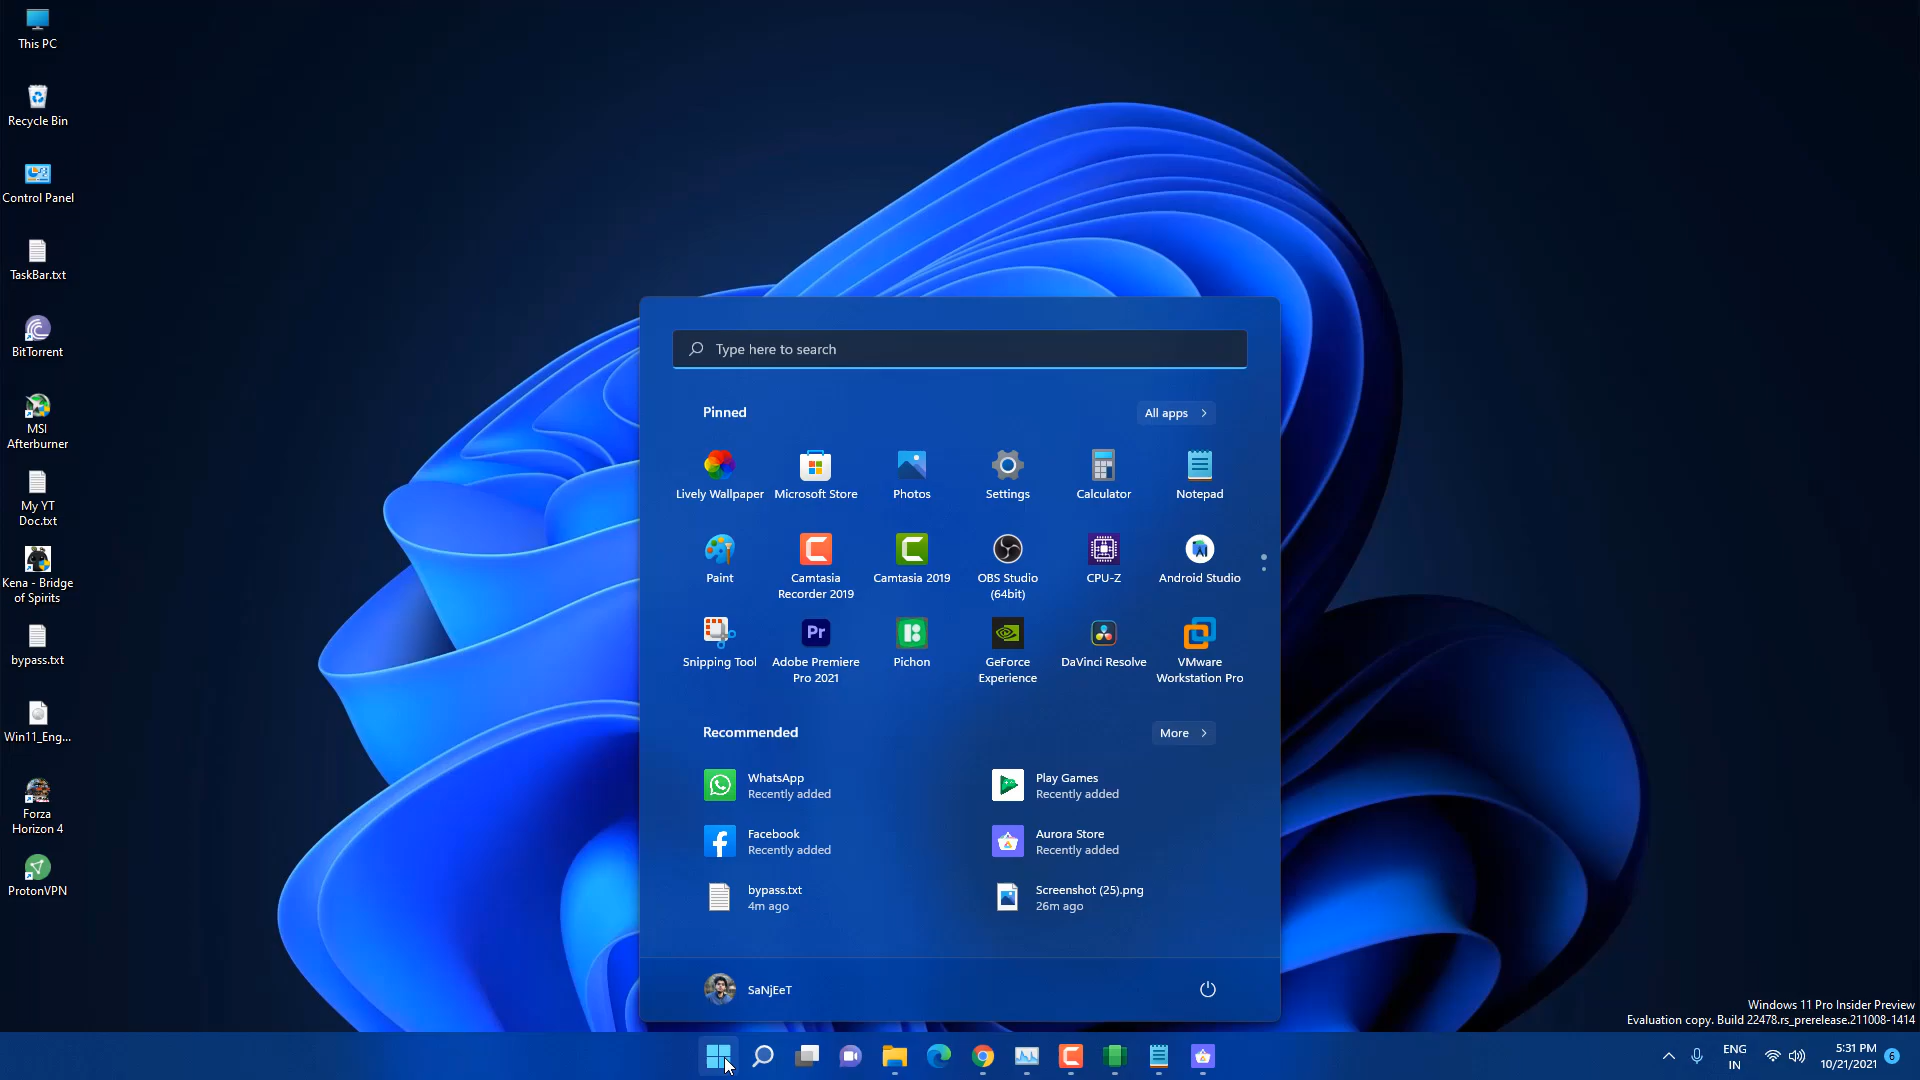 This PC
Recycle Bin
Control Panel
TaskBar.txt
BitTorrent
MSI
Afterburner
My YT
Doc.txt
Kena - Bridge
of Spirits
bypass.txt
Win11_Eng...
Forza
Horizon 4
ProtonVPN
Type here to search
Pinned
All apps
Lively Wallpaper
Microsoft Store
Photos
Settings
Calculator
Notepad
Paint
Camtasia
Recorder 2019
Camtasia 2019
OBS Studio
(64bit)
CPU-Z
Android Studio
Snipping Tool
Pr
Adobe Premiere
Pro 2021
Pichon
GeForce
Experience
DaVinci Resolve
VMware
Workstation Pro
Recommended
More
WhatsApp
Recently added
Play Games
Recently added
Facebook
Recently added
Aurora Store
Recently added
bypass.txt
4m ago
Screenshot (25).png
26m ago
SaNjEeT
Windows 11 Pro Insider Preview
Evaluation copy. Build 22478.rs_prerelease.211008-1414
ENG
IN
5:31 PM
10/21/2021
6